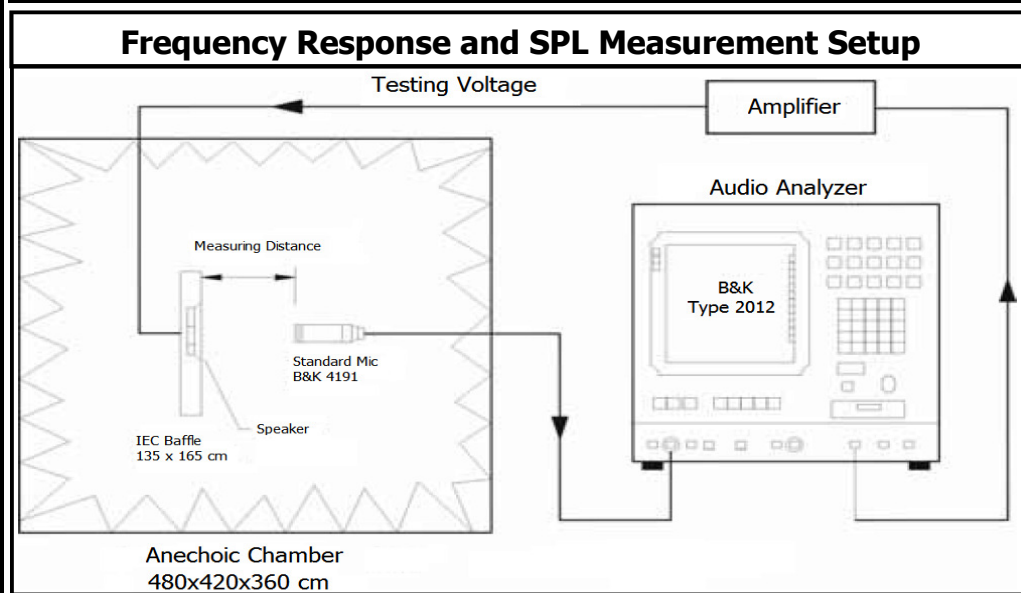 Frequency Response and SPL Measurement Setup
Testing Voltage
Amplifier
Audio Analyzer
Measuring Distance
B&K
Type 2012
Standard Mic
B&K 4191
Speaker
IEC Baffle
135 x 165 cm
Anechoic Chamber
480x420x360 cm